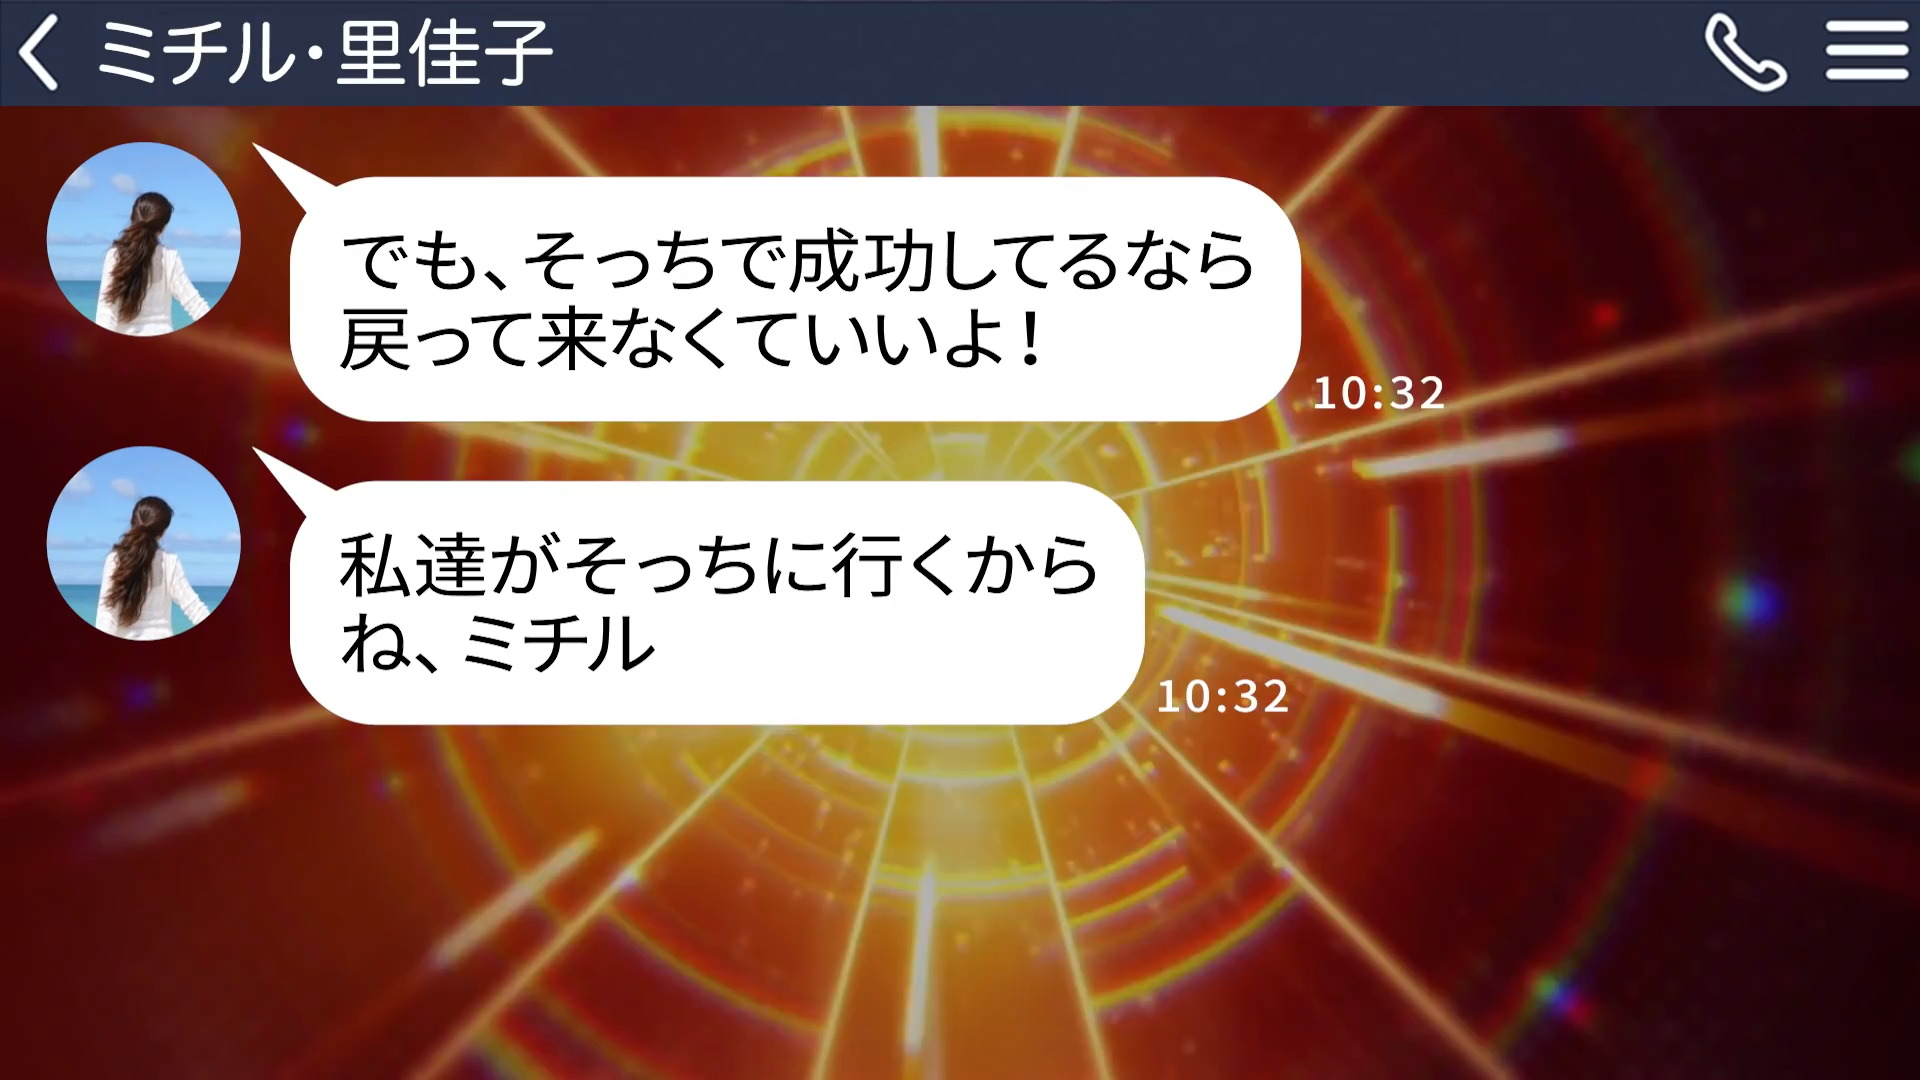 ミチル・里佳子
でも、そっちで成功してるなら
戻って来なくていいよ！
10:32
私達がそっちに行くから
ね、ミチル
10:32